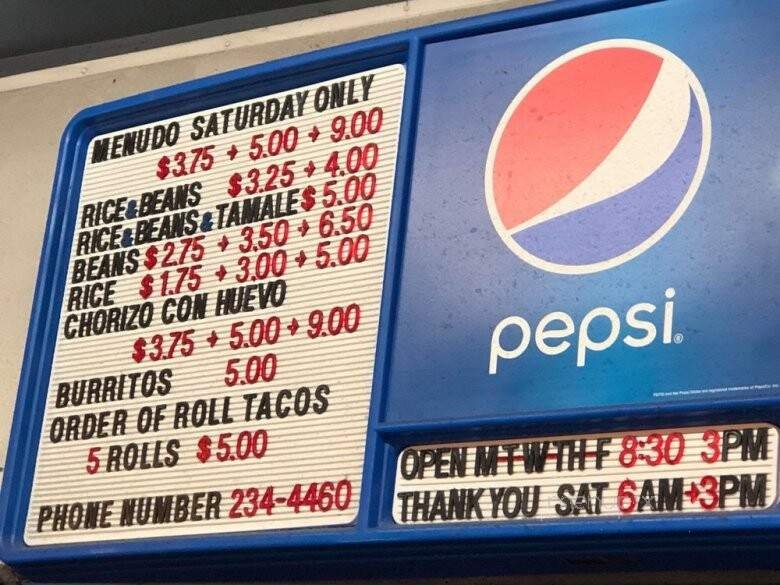 MENUDO SATURDAY ONLY
$3.75 + 5.00 + 9.00
RICE&BEANS $3.25 + 4.00
RICE&BEANS&TAMALE$ 5.00
BEANS $2.75 + 3.50 + 6.50
RICE $1.75 + 3.00 + 5.00
CHORIZO CON HUEVO
$3.75 + 5.00 + 9.00
BURRITOS 5.00
ORDER OF ROLL TACOS
5 ROLLS $5.00
PHONE NUMBER 234-4460
pepsi
OPEN M-T-W-TH-F 8:30 3PM
THANK YOU SAT 6AM+3PM